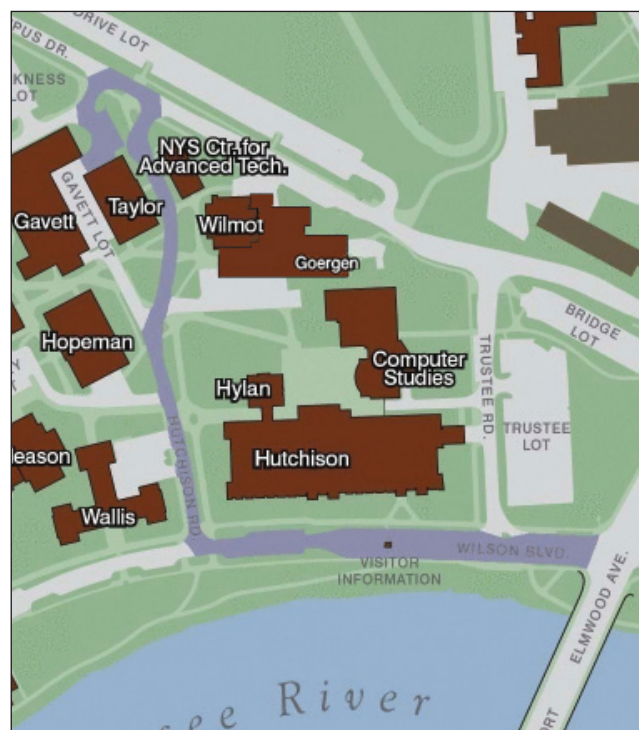 DRIVE LOT
PUS DR.
KNESS
LOT
NYS Ctr. for
Advanced Tech.
GAVETT LOT
Taylor
Gavett
Wilmot
Goergen
Hopeman
BRIDGE
LOT
TRUSTEE RD.
Computer
Studies
Hylan
TRUSTEE
LOT
HUTCHISON RD.
Hutchison
leason
Wallis
WILSON BLVD.
VISITOR
INFORMATION
ELMWOOD AVE.
see River
ORT